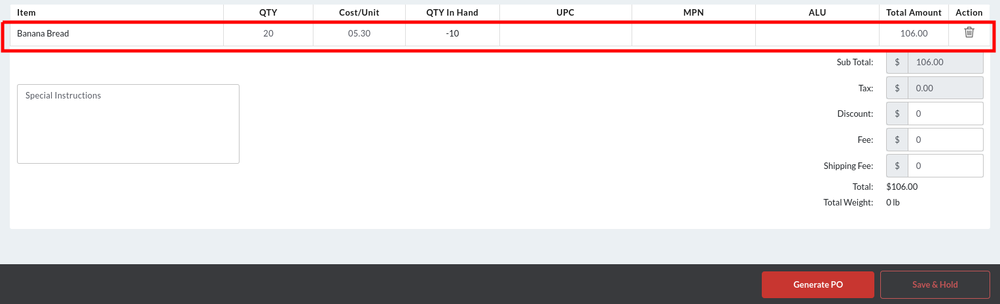 Item QTY Cost/Unit QTY In Hand UPC MPN ALU Total Amount Action
Banana Bread 20 05.30 -10 106.00
Sub Total: $ 106.00
Tax: $ 0.00
Special Instructions
Discount: $ 0
Fee: $ 0
Shipping Fee: $ 0
Total: $106.00
Total Weight: 0 lb
Generate PO Save & Hold